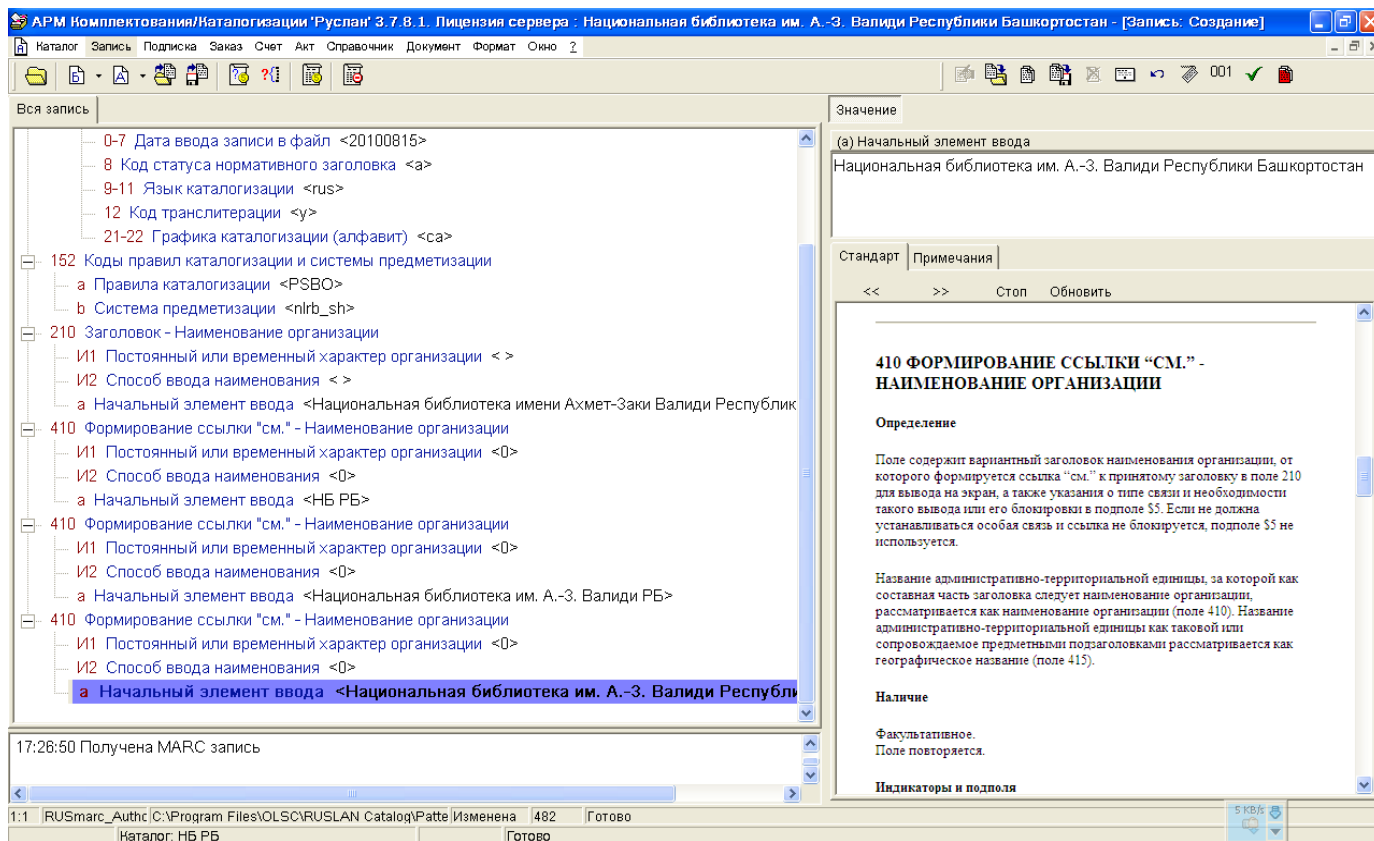 АРМ Комплектования/Каталогизации 'Руслан' 3.7.8.1. Лицензия сервера : Национальная библиотека им. А.-З. Валиди Республики Башкортостан - [Запись: Создание]
Каталог Запись Подписка Заказ Счет Акт Справочник Документ Формат Окно ?
001
Вся запись
0-7 Дата ввода записи в файл <20100815>
8 Код статуса нормативного заголовка <a>
9-11 Язык каталогизации <rus>
12 Код транслитерации <y>
21-22 Графика каталогизации (алфавит) <ca>
152 Коды правил каталогизации и системы предметизации
a Правила каталогизации <PSBO>
b Система предметизации <nlrb_sh>
210 Заголовок - Наименование организации
И1 Постоянный или временный характер организации < >
И2 Способ ввода наименования < >
a Начальный элемент ввода <Национальная библиотека имени Ахмет-Заки Валиди Республик
410 Формирование ссылки "см." - Наименование организации
И1 Постоянный или временный характер организации <0>
И2 Способ ввода наименования <0>
a Начальный элемент ввода <НБ РБ>
410 Формирование ссылки "см." - Наименование организации
И1 Постоянный или временный характер организации <0>
И2 Способ ввода наименования <0>
a Начальный элемент ввода <Национальная библиотека им. А.-З. Валиди РБ>
410 Формирование ссылки "см." - Наименование организации
И1 Постоянный или временный характер организации <0>
И2 Способ ввода наименования <0>
a Начальный элемент ввода <Национальная библиотека им. А.-З. Валиди Республи
17:26:50 Получена MARC запись
Значение
(a) Начальный элемент ввода
Национальная библиотека им. А.-З. Валиди Республики Башкортостан
Стандарт Примечания
<< >> Стоп Обновить
410 ФОРМИРОВАНИЕ ССЫЛКИ “СМ.” -
НАИМЕНОВАНИЕ ОРГАНИЗАЦИИ
Определение
Поле содержит вариантный заголовок наименования организации, от
которого формируется ссылка “см.” к принятому заголовку в поле 210
для вывода на экран, а также указания о типе связи и необходимости
такого вывода или его блокировки в подполе $5. Если не должна
устанавливаться особая связь и ссылка не блокируется, подполе $5 не
используется.
Название административно-территориальной единицы, за которой как
составная часть заголовка следует наименование организации,
рассматривается как наименование организации (поле 410). Название
административно-территориальной единицы как таковой или
сопровождаемое предметными подзаголовками рассматривается как
географическое название (поле 415).
Наличие
Факультативное.
Поле повторяется.
Индикаторы и подполя
1:1 RUSmarc_Authc C:\Program Files\OLSC\RUSLAN Catalog\Patte Изменена 482 Готово
5 KB/s
Каталог: НБ РБ Готово